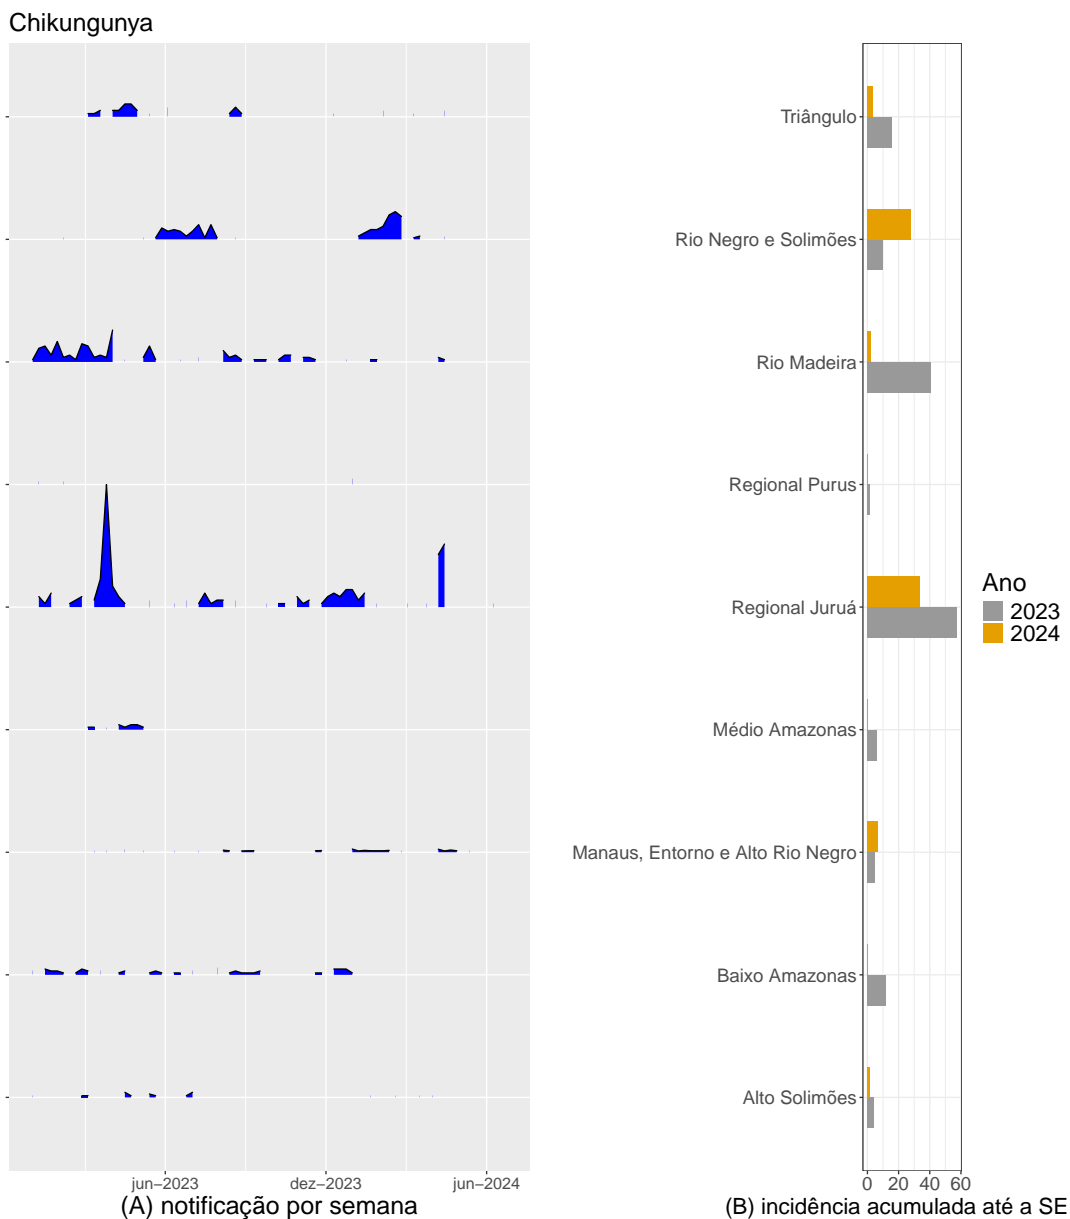 Chikungunya
Triângulo
Rio Negro e Solimões
Rio Madeira
Regional Purus
Regional Juruá
Médio Amazonas
Manaus, Entorno e Alto Rio Negro
Baixo Amazonas
Alto Solimões
Ano
2023
2024
jun–2023 dez–2023 jun–2024
0 20 40 60
(A) notificação por semana
(B) incidência acumulada até a SE